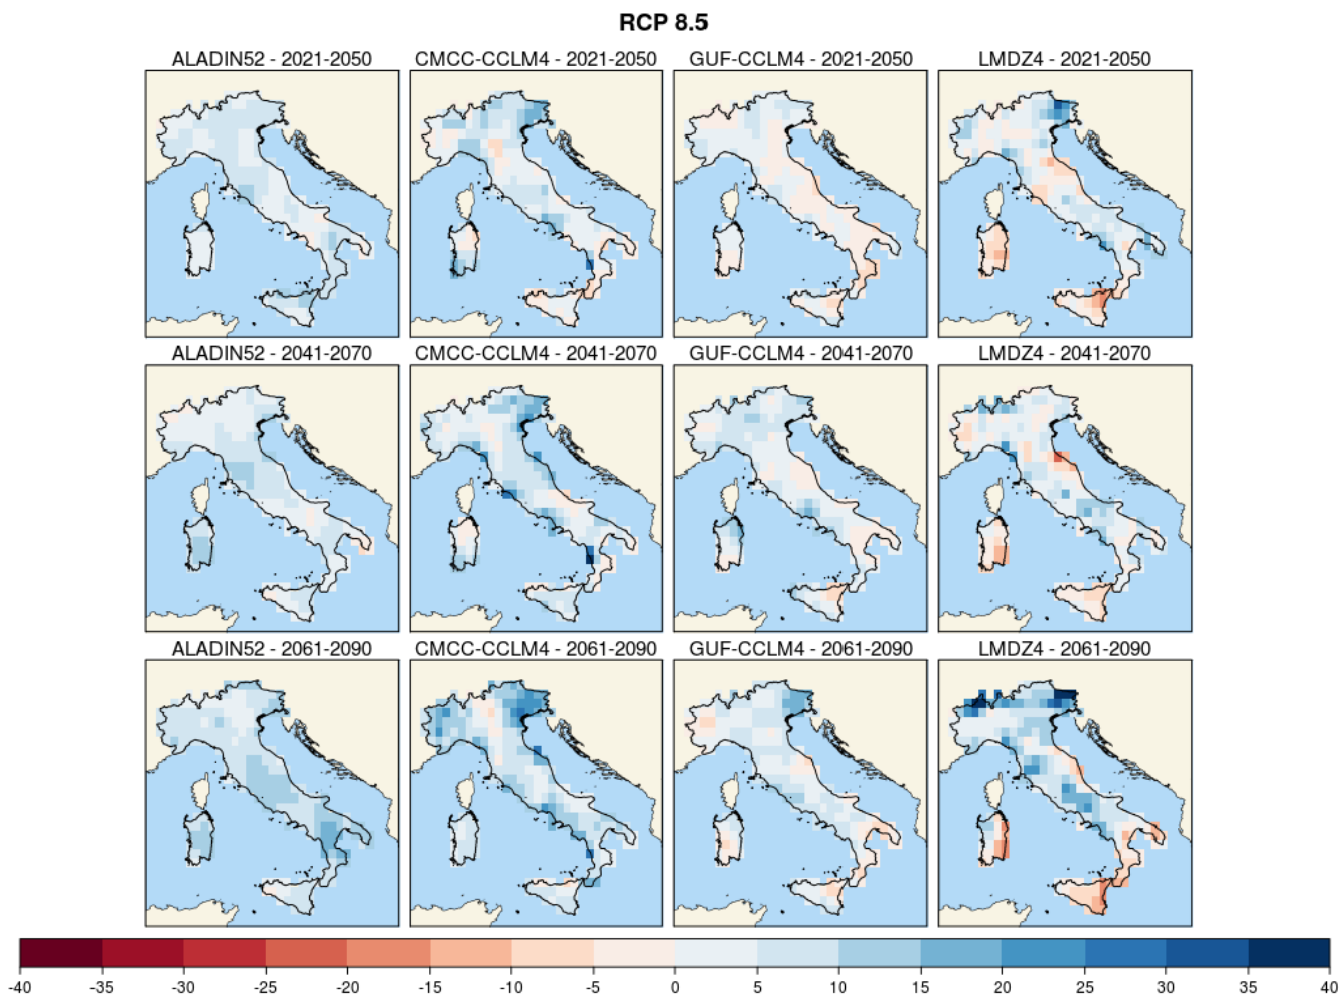 RCP 8.5
ALADIN52 - 2021-2050 CMCC-CCLM4 - 2021-2050 GUF-CCLM4 - 2021-2050 LMDZ4 - 2021-2050
ALADIN52 - 2041-2070 CMCC-CCLM4 - 2041-2070 GUF-CCLM4 - 2041-2070 LMDZ4 - 2041-2070
ALADIN52 - 2061-2090 CMCC-CCLM4 - 2061-2090 GUF-CCLM4 - 2061-2090 LMDZ4 - 2061-2090
-40 -35 -30 -25 -20 -15 -10 -5 0 5 10 15 20 25 30 35 40